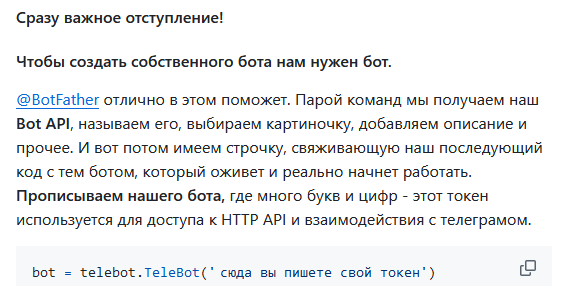 Сразу важное отступление!
Чтобы создать собственного бота нам нужен бот.
@BotFather отлично в этом поможет. Парой команд мы получаем наш
Bot API, называем его, выбираем картиночку, добавляем описание и
прочее. И вот потом имеем строчку, свяживающую наш последующий
код с тем ботом, который оживет и реально начнет работать.
Прописываем нашего бота, где много букв и цифр - этот токен
используется для доступа к HTTP API и взаимодействия с телеграмом.
bot = telebot.TeleBot(' сюда вы пишете свой токен')